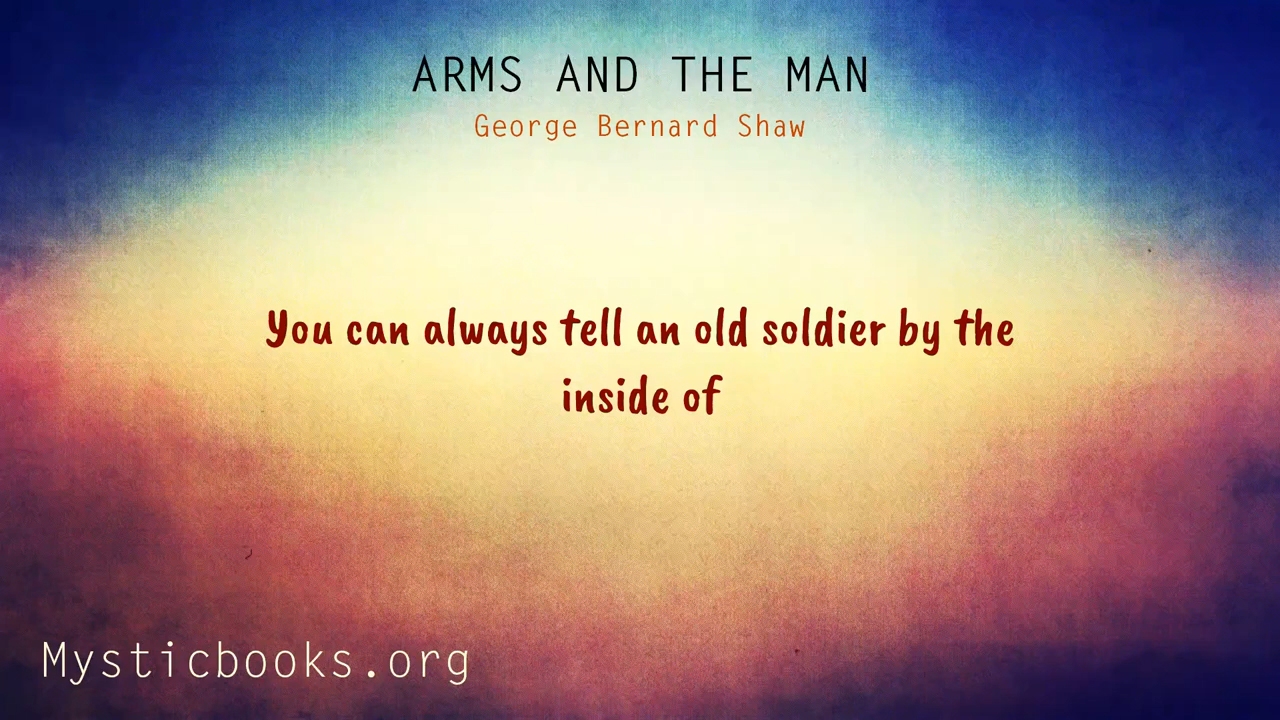 ARMS AND THE MAN
George Bernard Shaw
You can always tell an old soldier by the
inside of
Mysticbooks.org